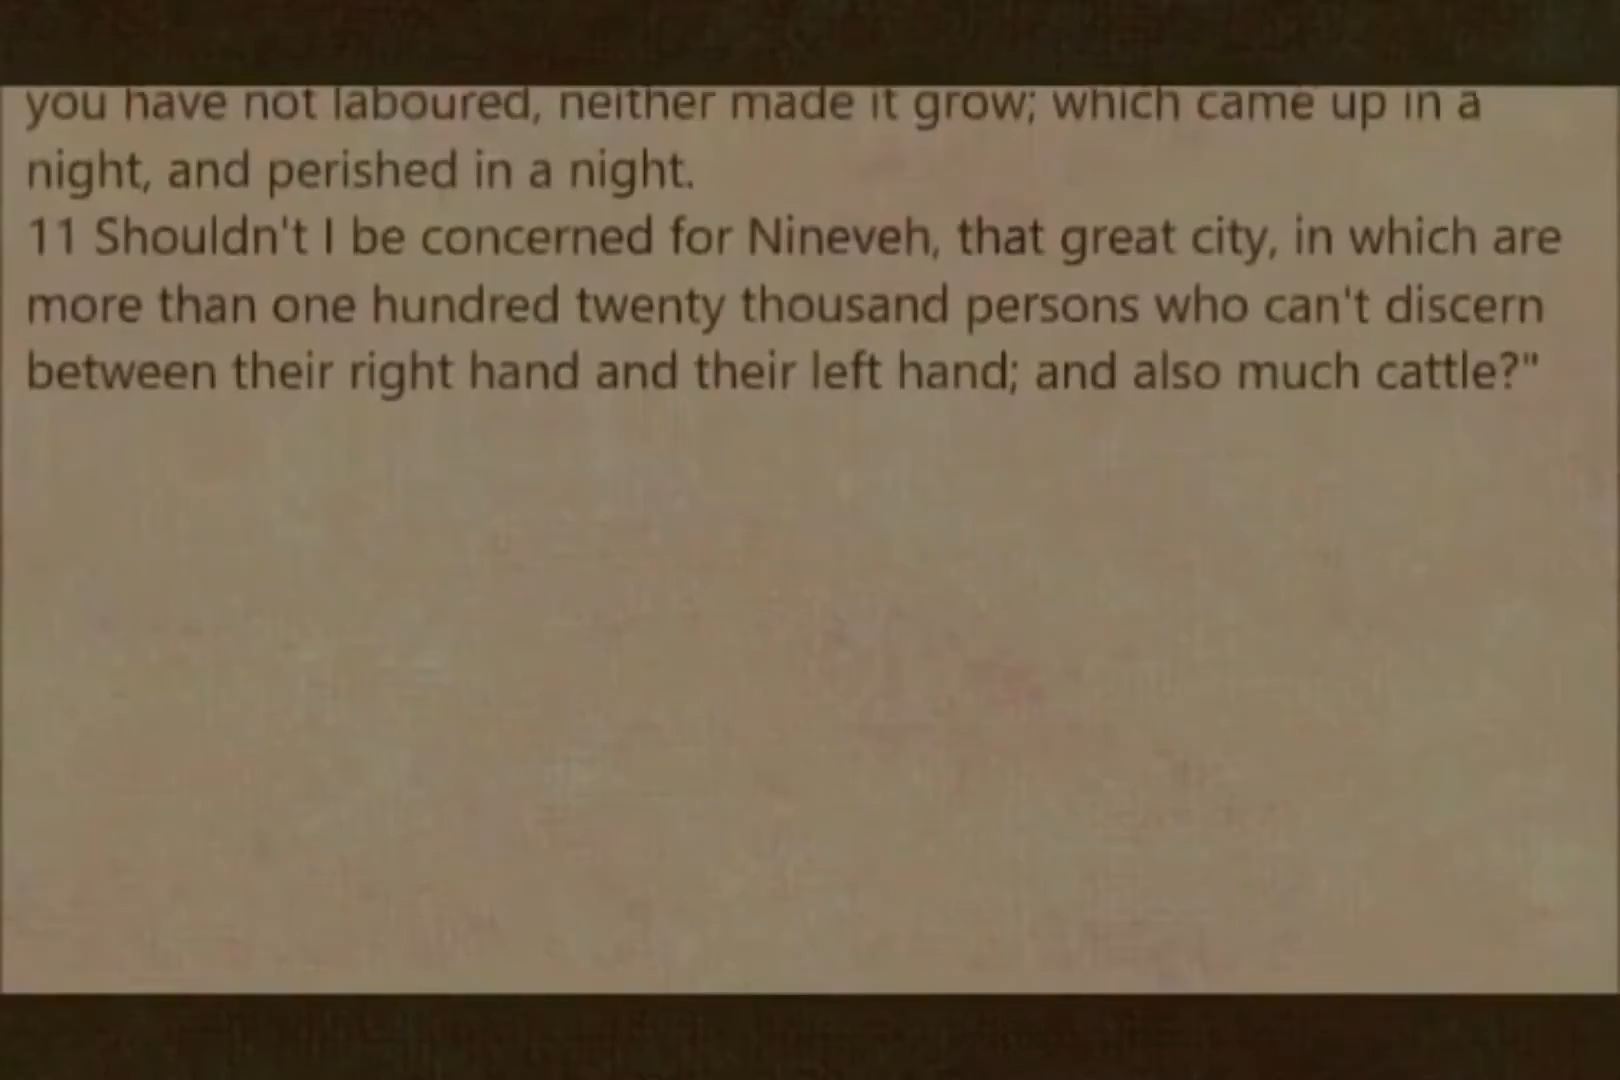 you have not laboured, neither made it grow; which came up in a
night, and perished in a night.
11 Shouldn't I be concerned for Nineveh, that great city, in which are
more than one hundred twenty thousand persons who can't discern
between their right hand and their left hand; and also much cattle?"